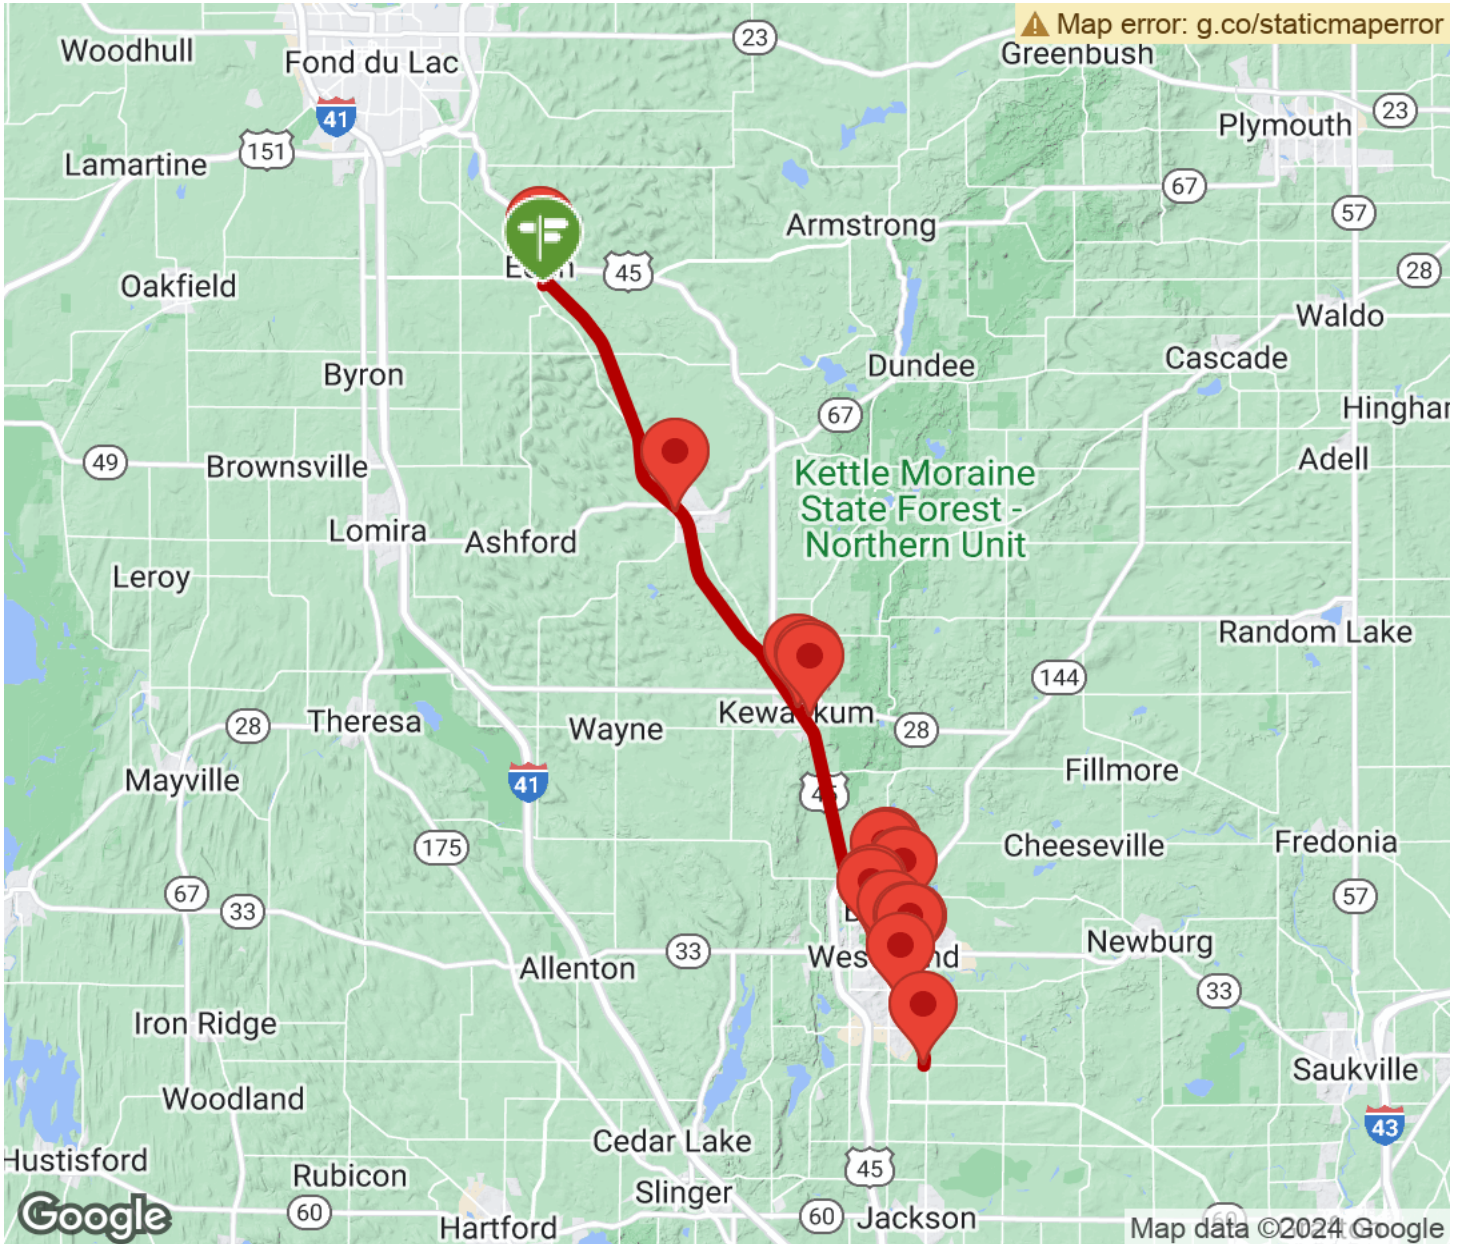 Map error: g.co/staticmaperror
Woodhull
23
Greenbush
Fond du Lac
41
Plymouth
23
151
Lamartine
67
57
Armstrong
45
28
Oakfield
Waldo
Cascade
Byron
Dundee
67
Hinghar
49
Brownsville
Adell
Kettle Moraine
State Forest -
Northern Unit
Lomira
Ashford
Leroy
Random Lake
144
28
Theresa
Wayne
28
Mayville
41
Fillmore
45
175
Cheeseville
Fredonia
67
33
57
33
Newburg
Allenton
33
Iron Ridge
Saukville
Woodland
43
Cedar Lake
Hustisford
Rubicon
45
Slinger
60
Hartford
60
Jackson
Google
Map data ©2024 Google